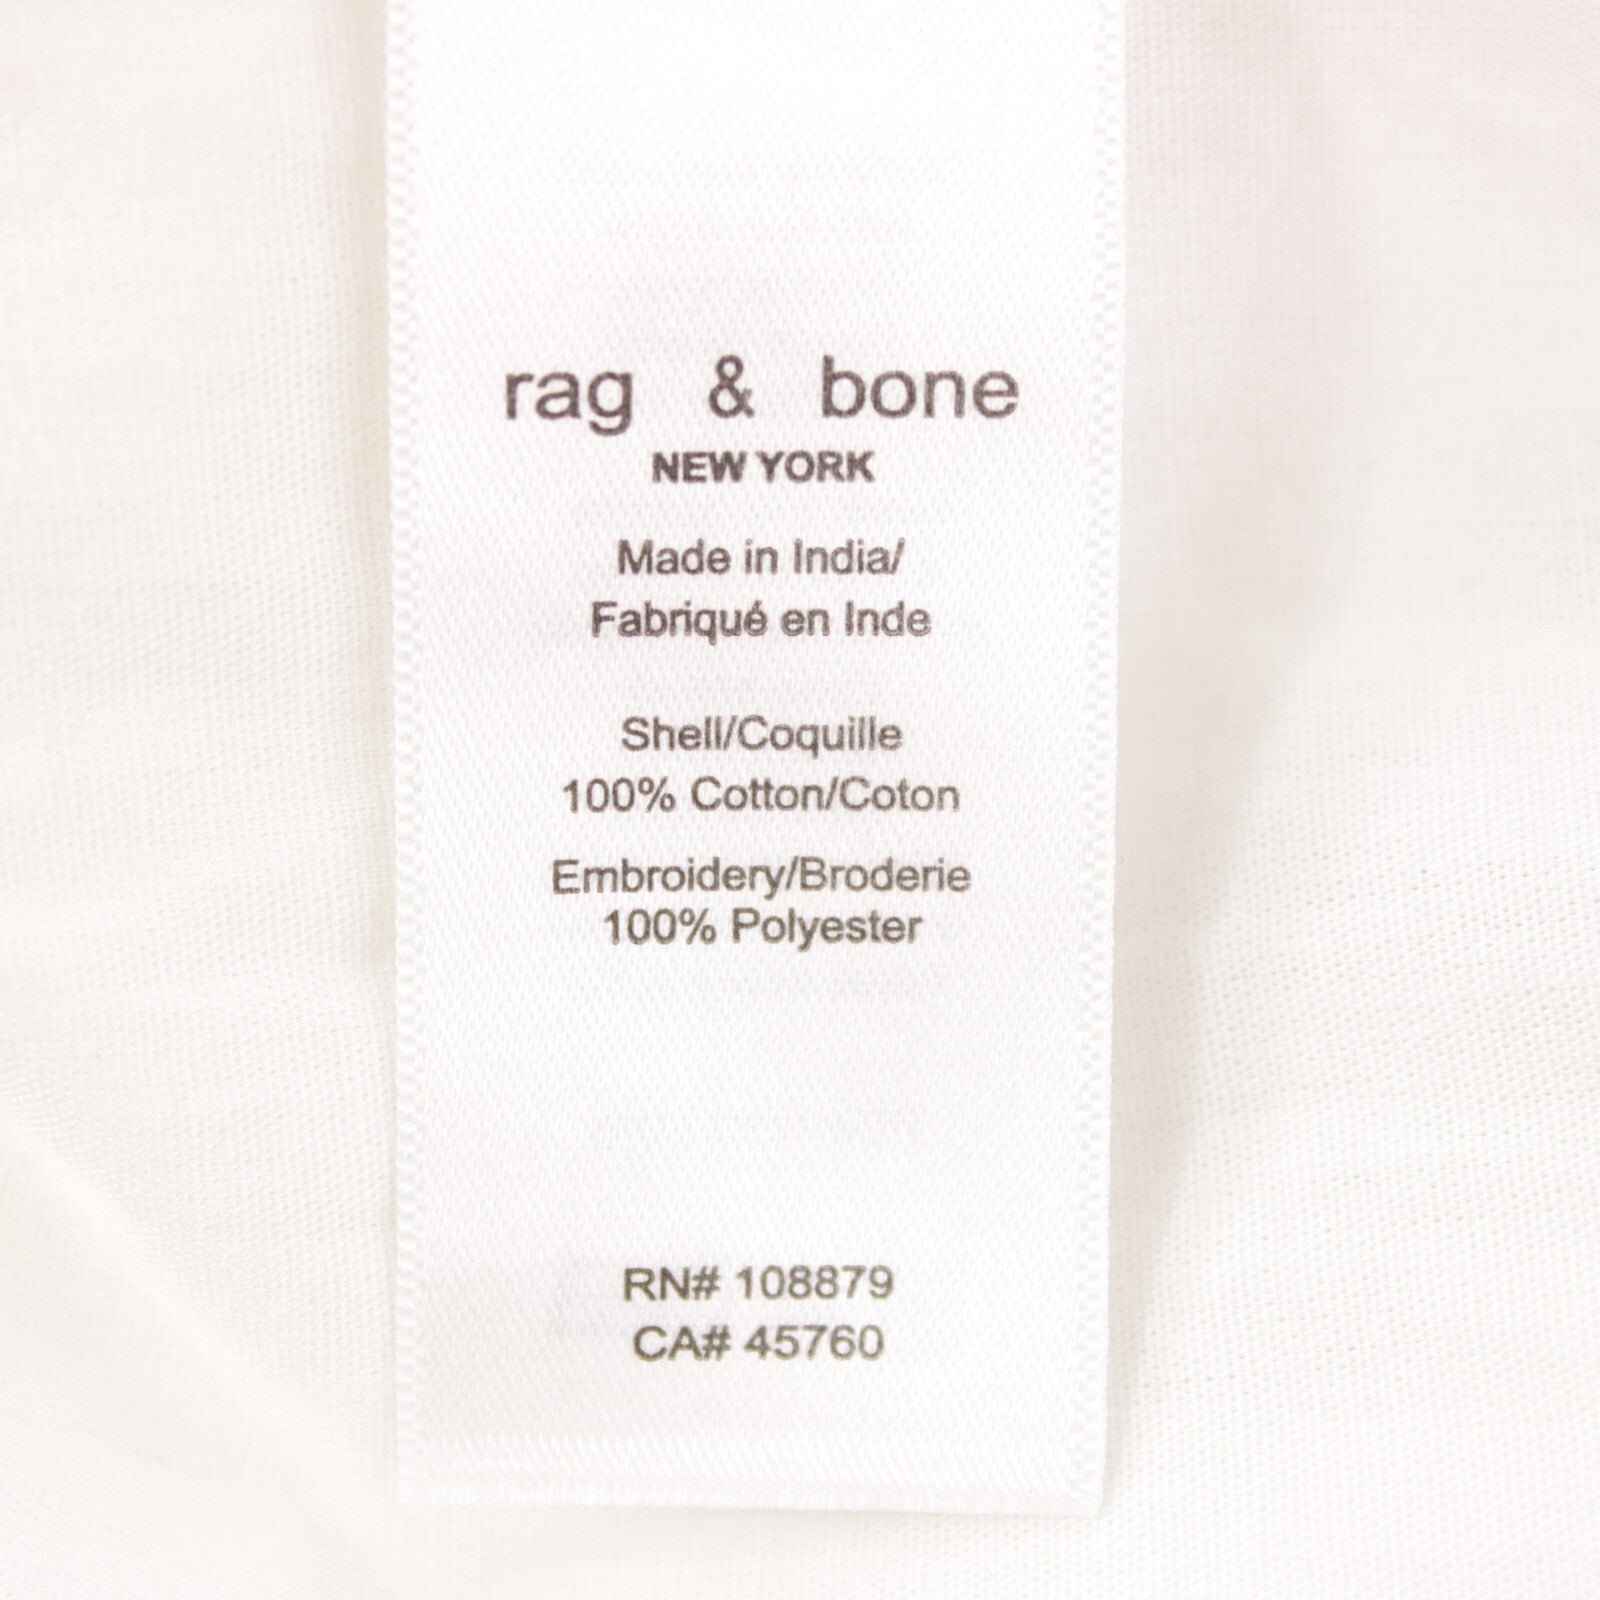 rag & bone
NEW YORK
Made in India/
Fabriqué en Inde
Shell/Coquille
100% Cotton/Coton
Embroidery/Broderie
100% Polyester
RN# 108879
CA# 45760